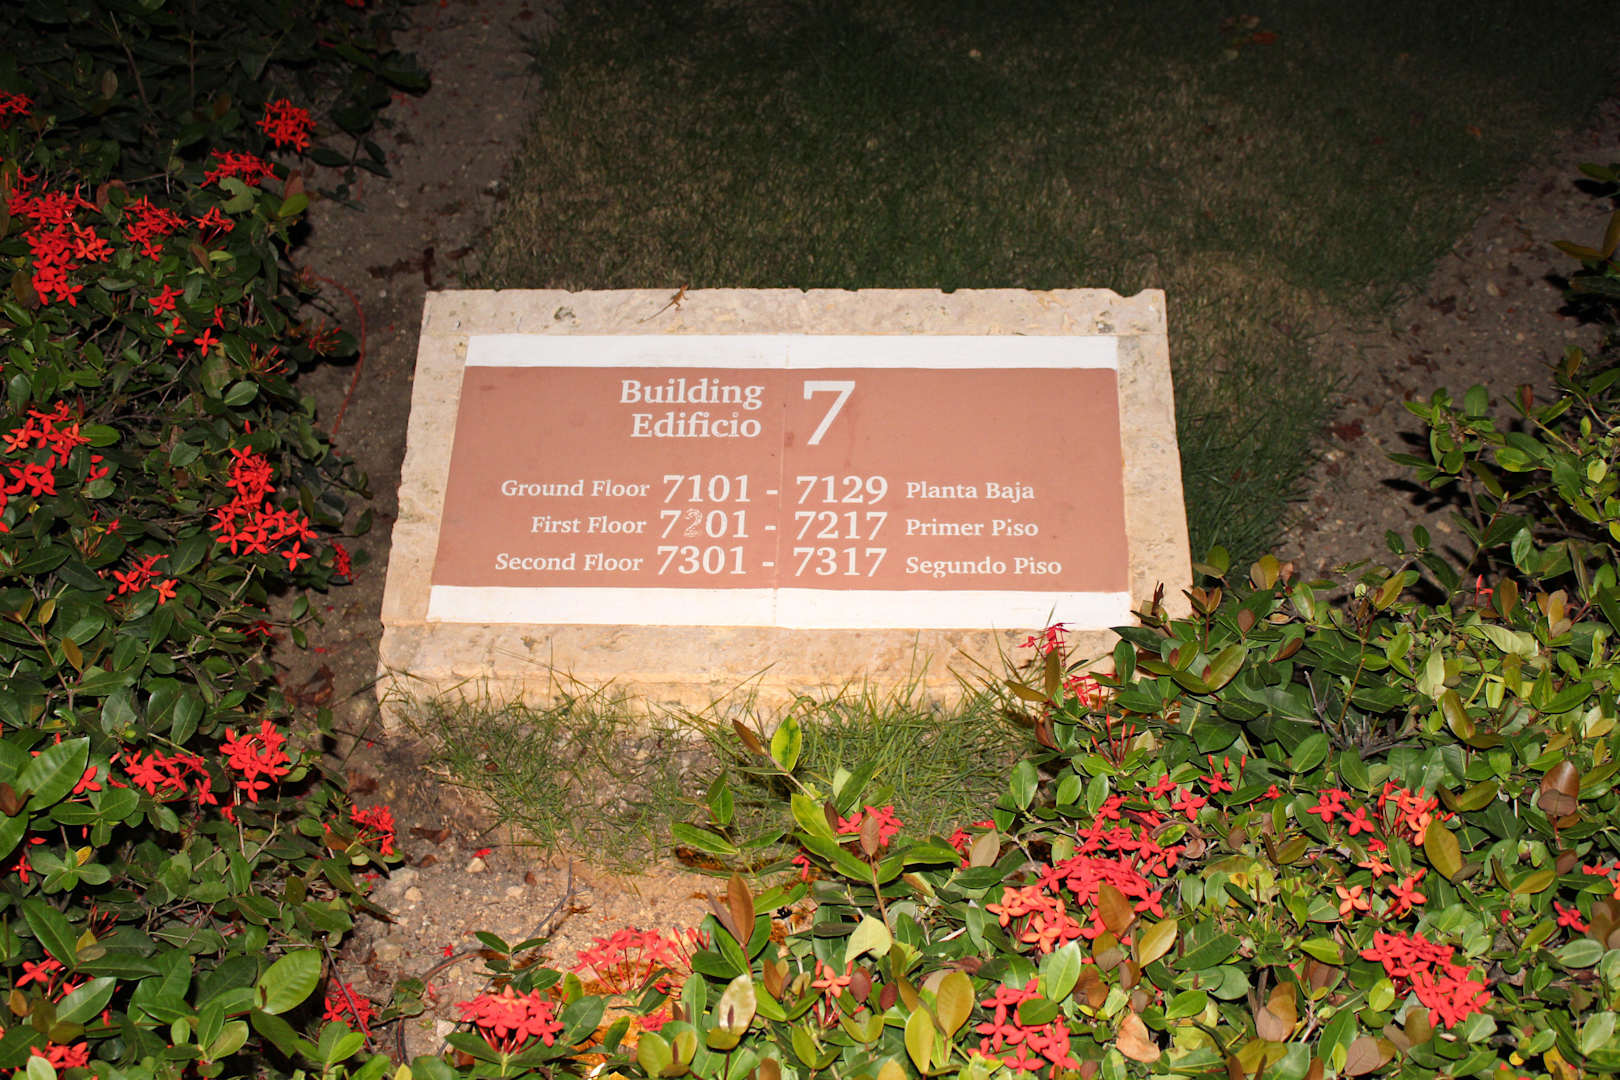 Building 7
Edificio
Ground Floor 7101 - 7129 Planta Baja
First Floor 7201 - 7217 Primer Piso
Second Floor 7301 - 7317 Segundo Piso